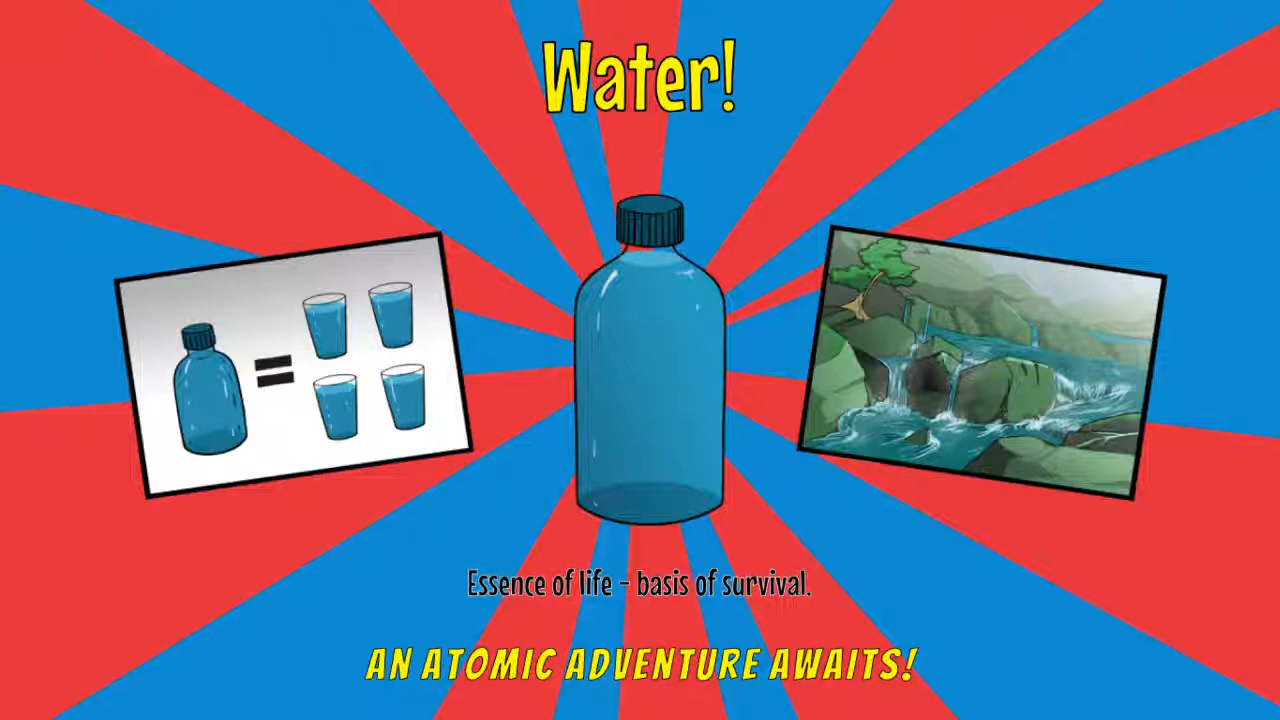 Water!
Essence of life - basis of survival.
AN ATOMIC ADVENTURE AWAITS!